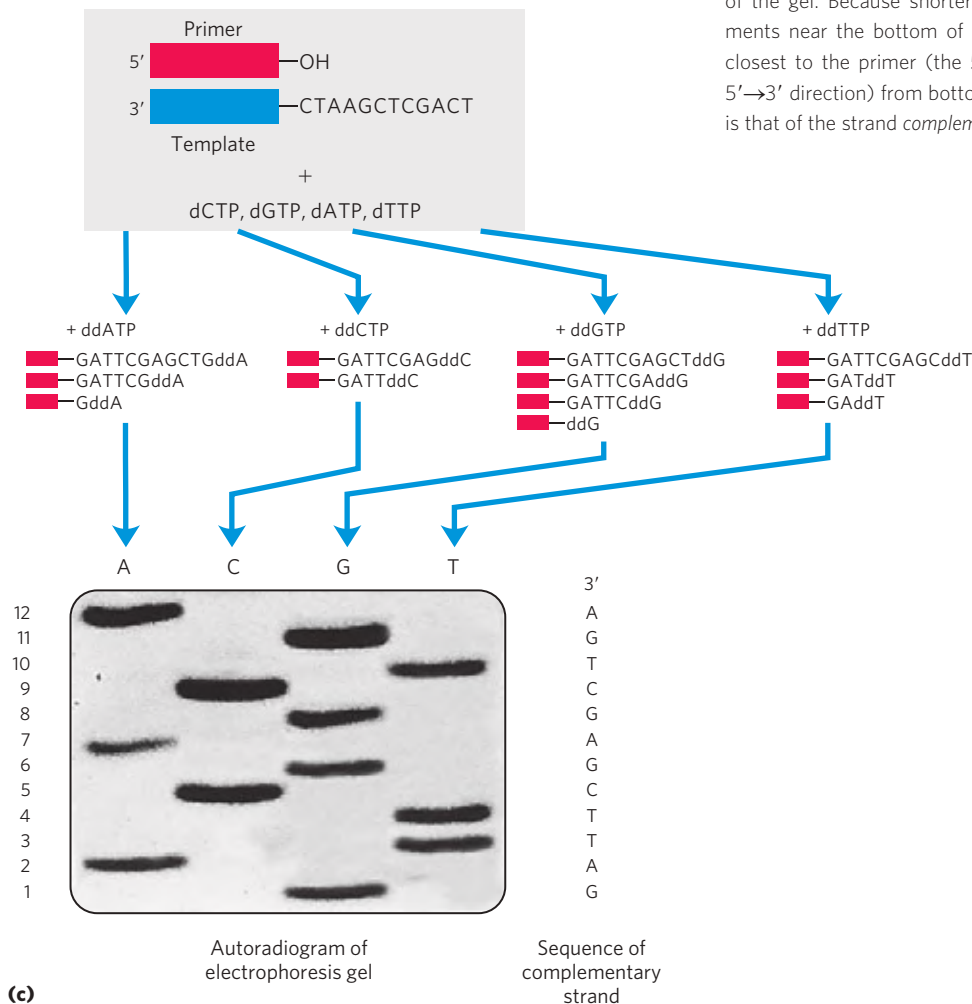 of the gel. Because shorter
ments near the bottom of
closest to the primer (the
5′→3′ direction) from botto
is that of the strand complem
Primer
5′ —OH
3′ —CTAAGCTCGACT
Template
+
dCTP, dGTP, dATP, dTTP
+ ddATP
GATTCGAGCTGddA
GATTCGddA
GddA
+ ddCTP
GATTCGAGddC
GATTddC
+ ddGTP
GATTCGAGCTddG
GATTCGAddG
GATTCddG
ddG
+ ddTTP
GATTCGAGCddT
GATddT
GAddT
A C G T
3′
12 A
11 G
10 T
9 C
8 G
7 A
6 G
5 C
4 T
3 T
2 A
1 G
Autoradiogram of
electrophoresis gel
Sequence of
complementary
strand
(c)